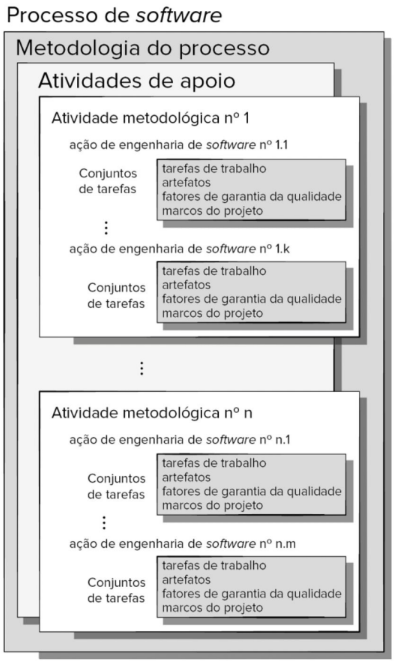 Processo de software
Metodologia do processo
Atividades de apoio
Atividade metodológica nº 1
ação de engenharia de software nº 1.1
Conjuntos
de tarefas
tarefas de trabalho
artefatos
fatores de garantia da qualidade
marcos do projeto
⋮
ação de engenharia de software nº 1.k
Conjuntos
de tarefas
tarefas de trabalho
artefatos
fatores de garantia da qualidade
marcos do projeto
⋮
Atividade metodológica nº n
ação de engenharia de software nº n.1
Conjuntos
de tarefas
tarefas de trabalho
artefatos
fatores de garantia da qualidade
marcos do projeto
⋮
ação de engenharia de software nº n.m
Conjuntos
de tarefas
tarefas de trabalho
artefatos
fatores de garantia da qualidade
marcos do projeto